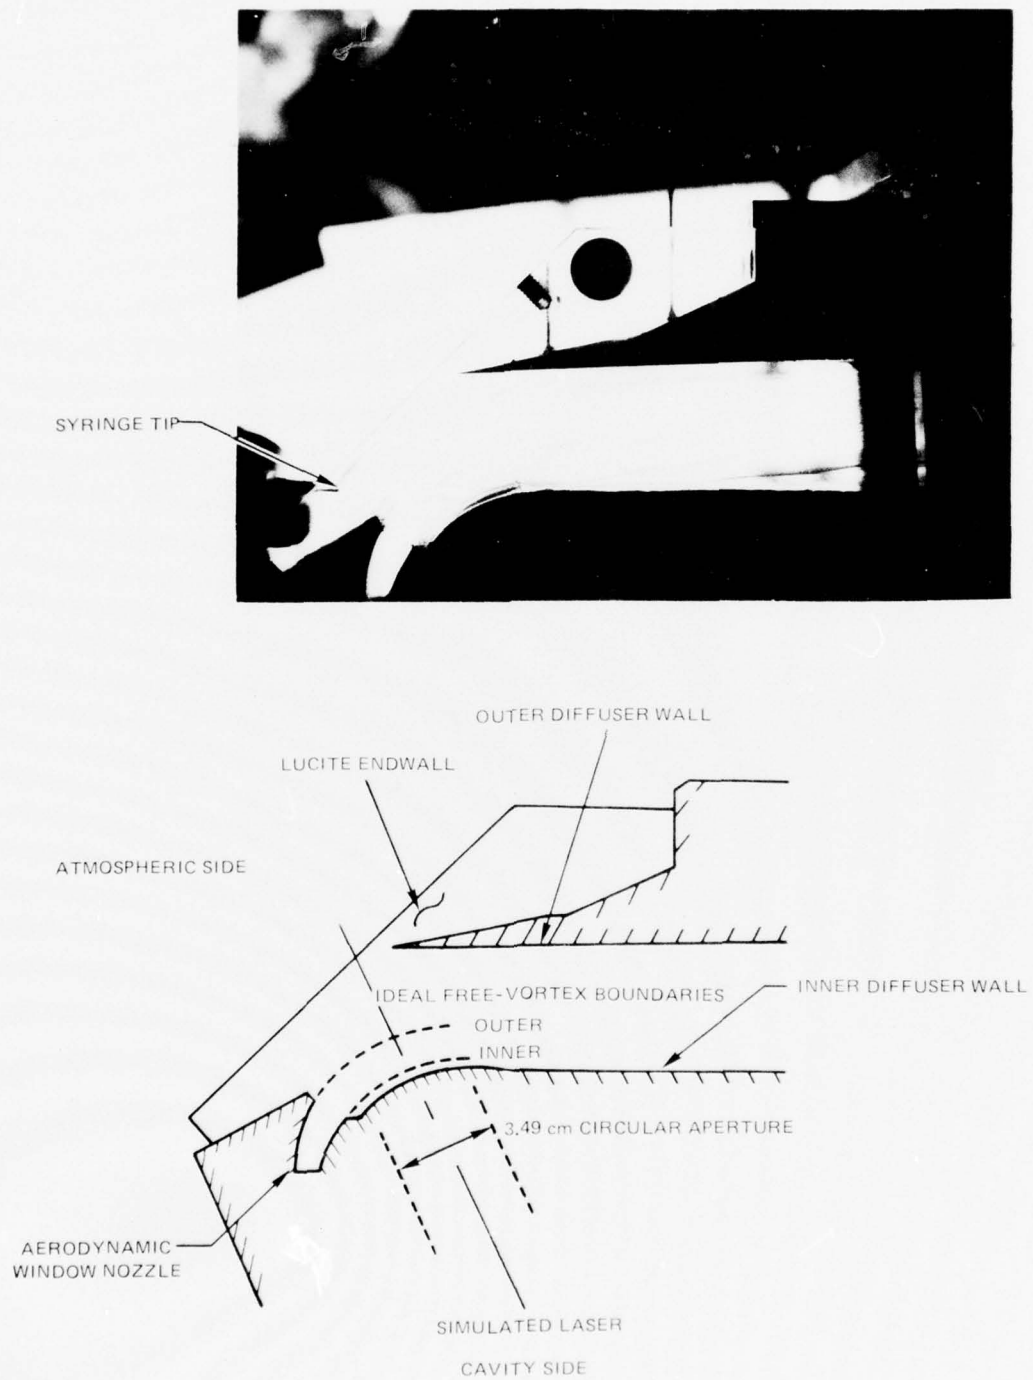 SYRINGE TIP
OUTER DIFFUSER WALL
LUCITE ENDWALL
ATMOSPHERIC SIDE
IDEAL FREE-VORTEX BOUNDARIES
INNER DIFFUSER WALL
OUTER
INNER
3.49 cm CIRCULAR APERTURE
AERODYNAMIC
WINDOW NOZZLE
SIMULATED LASER
CAVITY SIDE